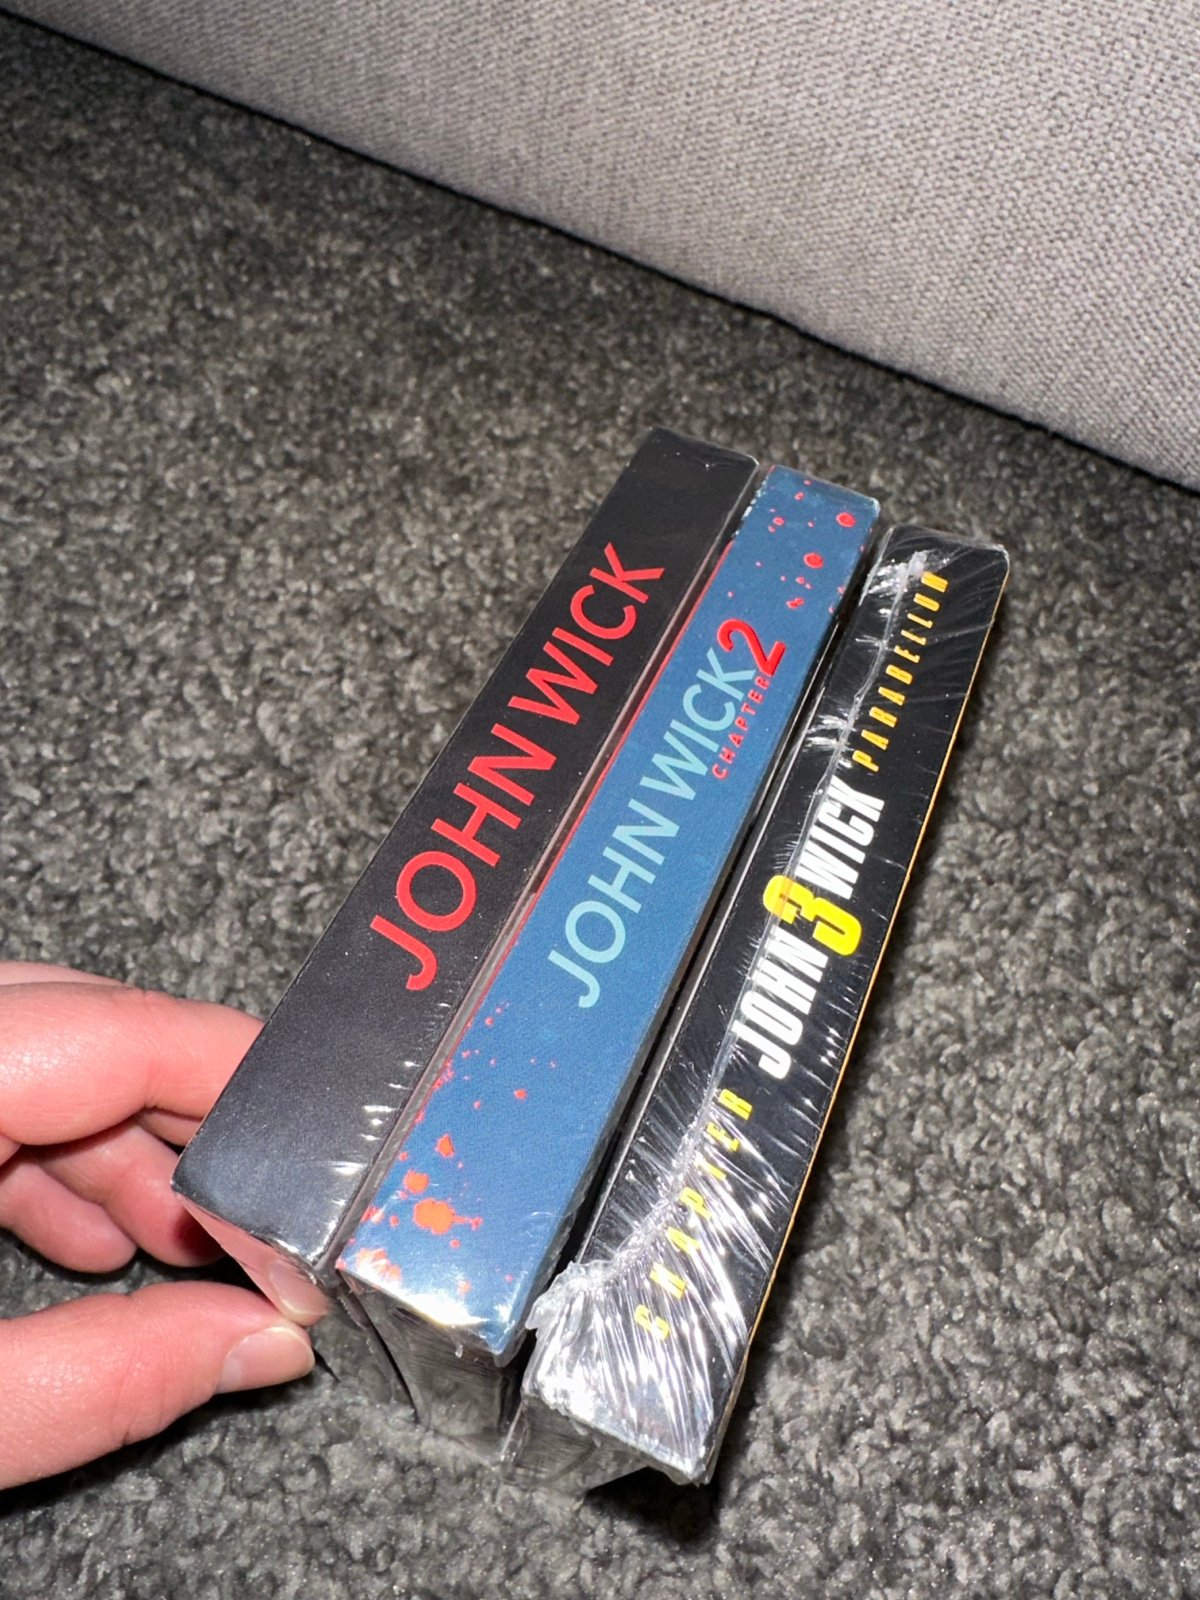 JOHN WICK
JOHN WICK 2
CHAPTER
CHAPTER JOHN 3 WICK PARABELLUM